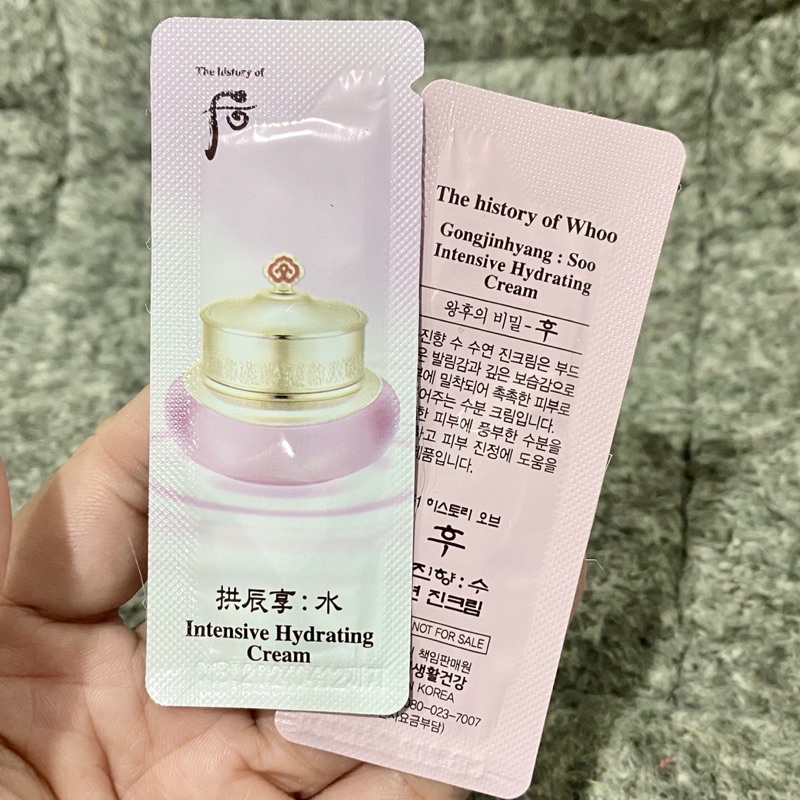 The history of
후
拱辰享 : 水
Intensive Hydrating
Cream
The history of Whoo
Gongjinhyang : Soo
Intensive Hydrating
Cream
왕후의 비밀-후
진향 수 수연 진크림은 부드
운 발림감과 깊은 보습감으로
에 밀착되어 촉촉한 피부로
어주는 수분 크림입니다.
한 피부에 풍부한 수분을
하고 피부 진정에 도움을
제품입니다.
히스토리 오브
후
진향 : 수
연 진크림
NOT FOR SALE
책임판매원
생활건강
KOREA
080-023-7007
요금부담)